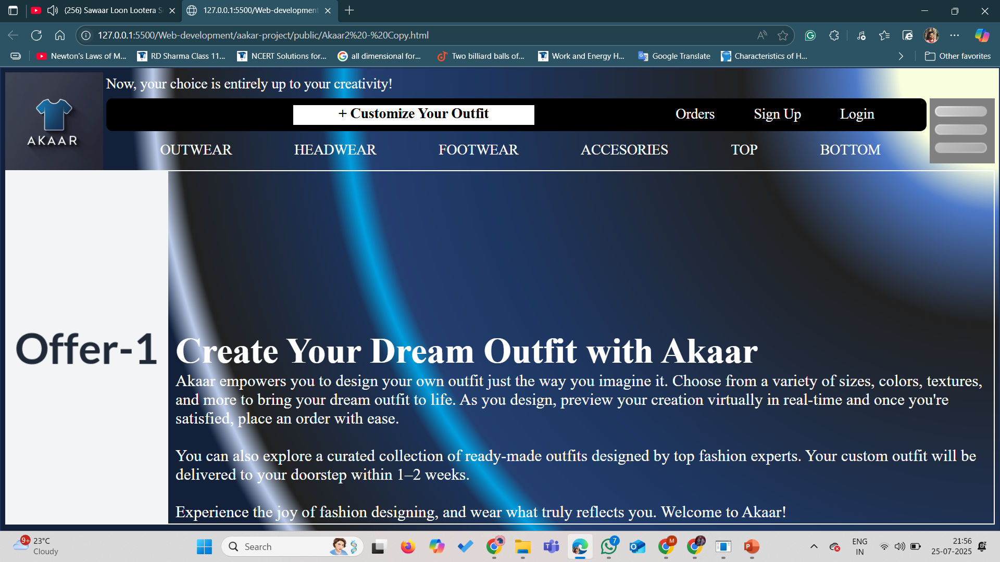 (256) Sawaar Loon Lootera S
127.0.0.1:5500/Web-development
127.0.0.1:5500/Web-development/aakar-project/public/Akaar2%20-%20Copy.html
Newton's Laws of M...
RD Sharma Class 11...
NCERT Solutions for...
all dimensional for...
Two billiard balls of...
Work and Energy H...
Google Translate
Characteristics of H...
Other favorites
AKAAR
Now, your choice is entirely up to your creativity!
+ Customize Your Outfit
Orders
Sign Up
Login
OUTWEAR
HEADWEAR
FOOTWEAR
ACCESORIES
TOP
BOTTOM
Offer-1
Create Your Dream Outfit with Akaar
Akaar empowers you to design your own outfit just the way you imagine it. Choose from a variety of sizes, colors, textures,
and more to bring your dream outfit to life. As you design, preview your creation virtually in real-time and once you're
satisfied, place an order with ease.
You can also explore a curated collection of ready-made outfits designed by top fashion experts. Your custom outfit will be
delivered to your doorstep within 1–2 weeks.
Experience the joy of fashion designing, and wear what truly reflects you. Welcome to Akaar!
9+
23°C
Cloudy
Search
7
M
ENG
IN
21:56
25-07-2025